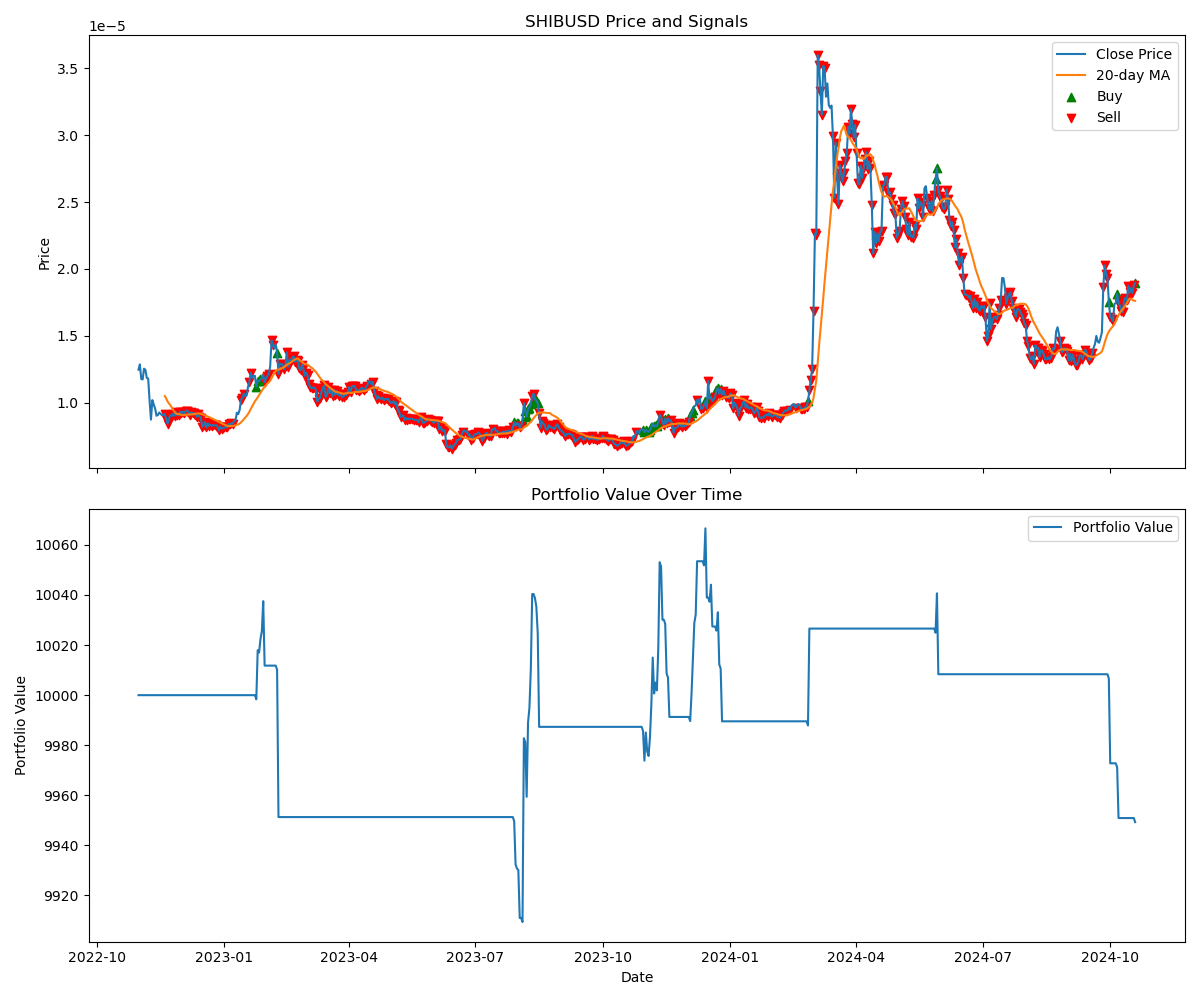 SHIBUSD Price and Signals
1e−5
3.5
3.0
2.5
2.0
1.5
1.0
Price
Close Price
20-day MA
Buy
Sell
Portfolio Value Over Time
10060
10040
10020
10000
9980
9960
9940
9920
Portfolio Value
Portfolio Value
2022-10
2023-01
2023-04
2023-07
2023-10
2024-01
2024-04
2024-07
2024-10
Date